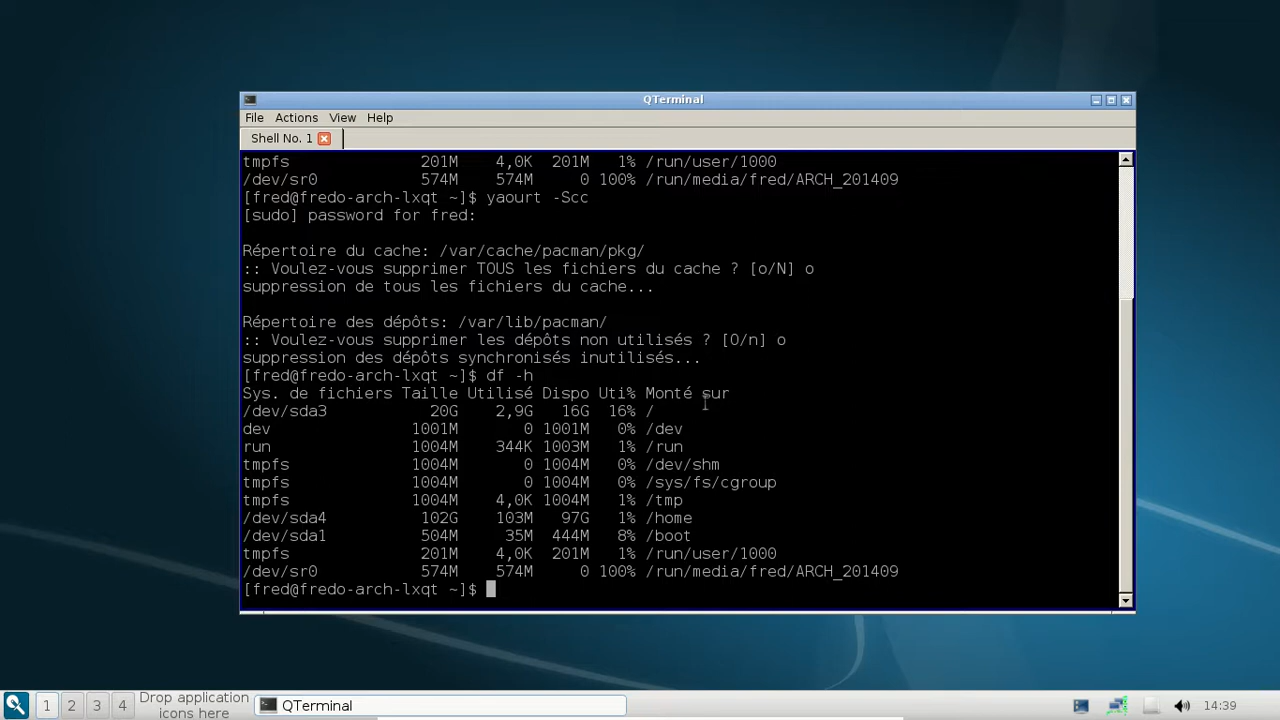 QTerminal
File Actions View Help
Shell No. 1
tmpfs 201M 4,0K 201M 1% /run/user/1000
/dev/sr0 574M 574M 0 100% /run/media/fred/ARCH_201409
[fred@fredo-arch-lxqt ~]$ yaourt -Scc
[sudo] password for fred:
Répertoire du cache: /var/cache/pacman/pkg/
:: Voulez-vous supprimer TOUS les fichiers du cache ? [o/N] o
suppression de tous les fichiers du cache...
Répertoire des dépôts: /var/lib/pacman/
:: Voulez-vous supprimer les dépôts non utilisés ? [O/n] o
suppression des dépôts synchronisés inutilisés...
[fred@fredo-arch-lxqt ~]$ df -h
Sys. de fichiers Taille Utilisé Dispo Uti% Monté sur
/dev/sda3 20G 2,9G 16G 16% /
dev 1001M 0 1001M 0% /dev
run 1004M 344K 1003M 1% /run
tmpfs 1004M 0 1004M 0% /dev/shm
tmpfs 1004M 0 1004M 0% /sys/fs/cgroup
tmpfs 1004M 4,0K 1004M 1% /tmp
/dev/sda4 102G 103M 97G 1% /home
/dev/sda1 504M 35M 444M 8% /boot
tmpfs 201M 4,0K 201M 1% /run/user/1000
/dev/sr0 574M 574M 0 100% /run/media/fred/ARCH_201409
[fred@fredo-arch-lxqt ~]$
1 2 3 4 Drop application
icons here
QTerminal
14:39